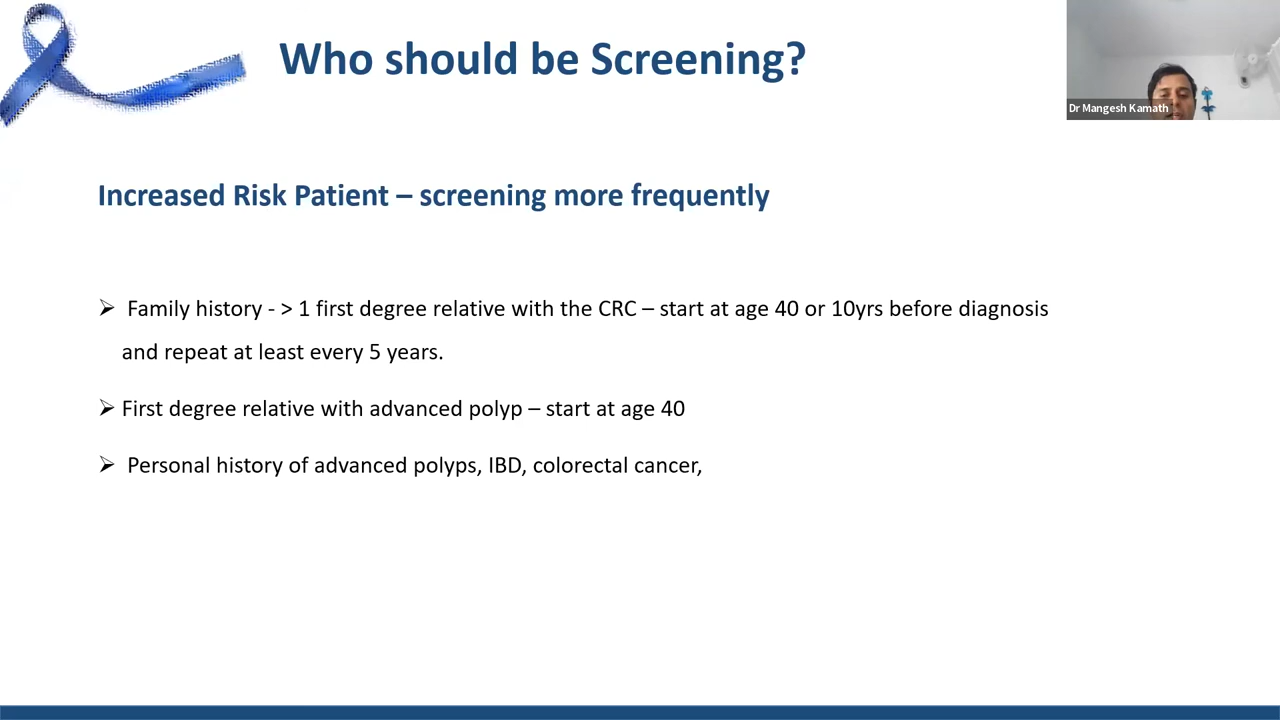 Who should be Screening?
Dr Mangesh Kamath
Increased Risk Patient – screening more frequently
➢ Family history - > 1 first degree relative with the CRC – start at age 40 or 10yrs before diagnosis
and repeat at least every 5 years.
➢ First degree relative with advanced polyp – start at age 40
➢ Personal history of advanced polyps, IBD, colorectal cancer,